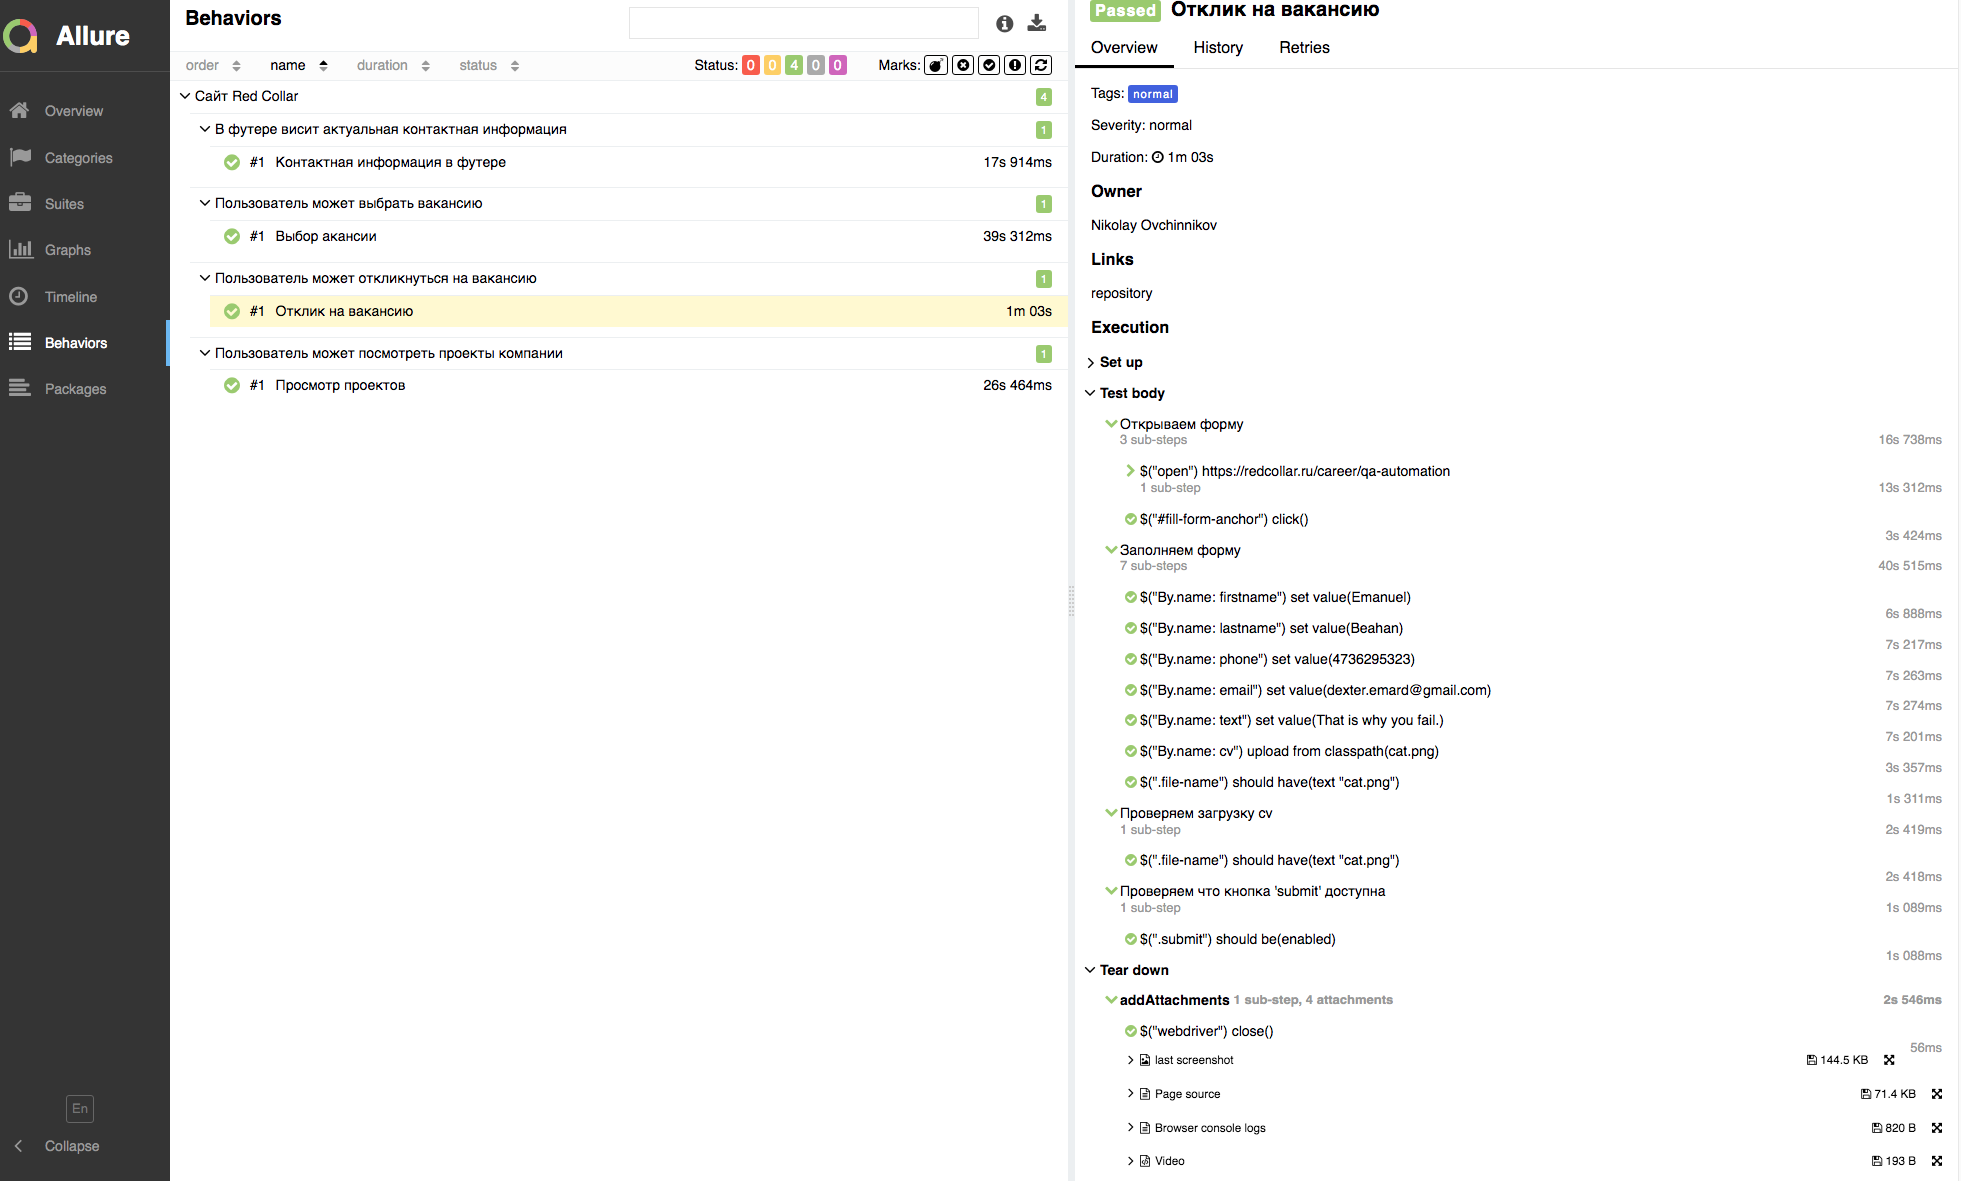 Allure
Overview
Categories
Suites
Graphs
Timeline
Behaviors
Packages
En
Collapse
Behaviors
order name duration status Status: 0 0 4 0 0 Marks:
Сайт Red Collar 4
В футере висит актуальная контактная информация 1
#1 Контактная информация в футере 17s 914ms
Пользователь может выбрать вакансию 1
#1 Выбор акансии 39s 312ms
Пользователь может откликнуться на вакансию 1
#1 Отклик на вакансию 1m 03s
Пользователь может посмотреть проекты компании 1
#1 Просмотр проектов 26s 464ms
Passed Отклик на вакансию
Overview History Retries
Tags: normal
Severity: normal
Duration: 1m 03s
Owner
Nikolay Ovchinnikov
Links
repository
Execution
Set up
Test body
Открываем форму
3 sub-steps 16s 738ms
$("open") https://redcollar.ru/career/qa-automation
1 sub-step 13s 312ms
$("#fill-form-anchor") click()
3s 424ms
Заполняем форму
7 sub-steps 40s 515ms
$("By.name: firstname") set value(Emanuel)
6s 888ms
$("By.name: lastname") set value(Beahan)
7s 217ms
$("By.name: phone") set value(4736295323)
7s 263ms
$("By.name: email") set value(dexter.emard@gmail.com)
7s 274ms
$("By.name: text") set value(That is why you fail.)
7s 201ms
$("By.name: cv") upload from classpath(cat.png)
3s 357ms
$(".file-name") should have(text "cat.png")
1s 311ms
Проверяем загрузку cv
1 sub-step 2s 419ms
$(".file-name") should have(text "cat.png")
2s 418ms
Проверяем что кнопка 'submit' доступна
1 sub-step 1s 089ms
$(".submit") should be(enabled)
1s 088ms
Tear down
addAttachments 1 sub-step, 4 attachments 2s 546ms
$("webdriver") close()
56ms
last screenshot 144.5 KB
Page source 71.4 KB
Browser console logs 820 B
Video 193 B